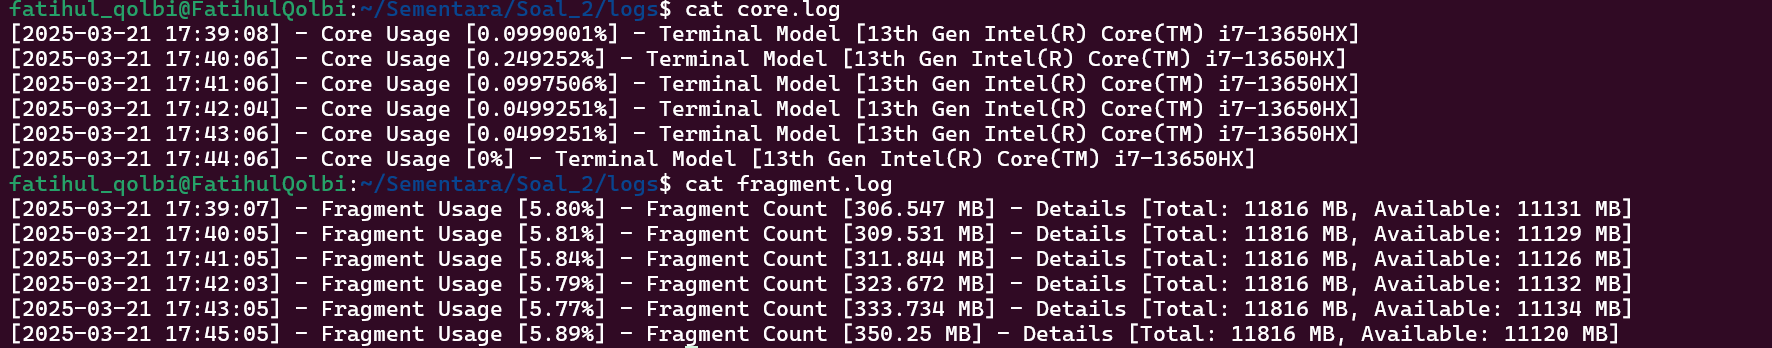 fatihul_qolbi@FatihulQolbi:~/Sementara/Soal_2/logs$ cat core.log
[2025-03-21 17:39:08] - Core Usage [0.0999001%] - Terminal Model [13th Gen Intel(R) Core(TM) i7-13650HX]
[2025-03-21 17:40:06] - Core Usage [0.249252%] - Terminal Model [13th Gen Intel(R) Core(TM) i7-13650HX]
[2025-03-21 17:41:06] - Core Usage [0.0997506%] - Terminal Model [13th Gen Intel(R) Core(TM) i7-13650HX]
[2025-03-21 17:42:04] - Core Usage [0.0499251%] - Terminal Model [13th Gen Intel(R) Core(TM) i7-13650HX]
[2025-03-21 17:43:06] - Core Usage [0.0499251%] - Terminal Model [13th Gen Intel(R) Core(TM) i7-13650HX]
[2025-03-21 17:44:06] - Core Usage [0%] - Terminal Model [13th Gen Intel(R) Core(TM) i7-13650HX]
fatihul_qolbi@FatihulQolbi:~/Sementara/Soal_2/logs$ cat fragment.log
[2025-03-21 17:39:07] - Fragment Usage [5.80%] - Fragment Count [306.547 MB] - Details [Total: 11816 MB, Available: 11131 MB]
[2025-03-21 17:40:05] - Fragment Usage [5.81%] - Fragment Count [309.531 MB] - Details [Total: 11816 MB, Available: 11129 MB]
[2025-03-21 17:41:05] - Fragment Usage [5.84%] - Fragment Count [311.844 MB] - Details [Total: 11816 MB, Available: 11126 MB]
[2025-03-21 17:42:03] - Fragment Usage [5.79%] - Fragment Count [323.672 MB] - Details [Total: 11816 MB, Available: 11132 MB]
[2025-03-21 17:43:05] - Fragment Usage [5.77%] - Fragment Count [333.734 MB] - Details [Total: 11816 MB, Available: 11134 MB]
[2025-03-21 17:45:05] - Fragment Usage [5.89%] - Fragment Count [350.25 MB] - Details [Total: 11816 MB, Available: 11120 MB]